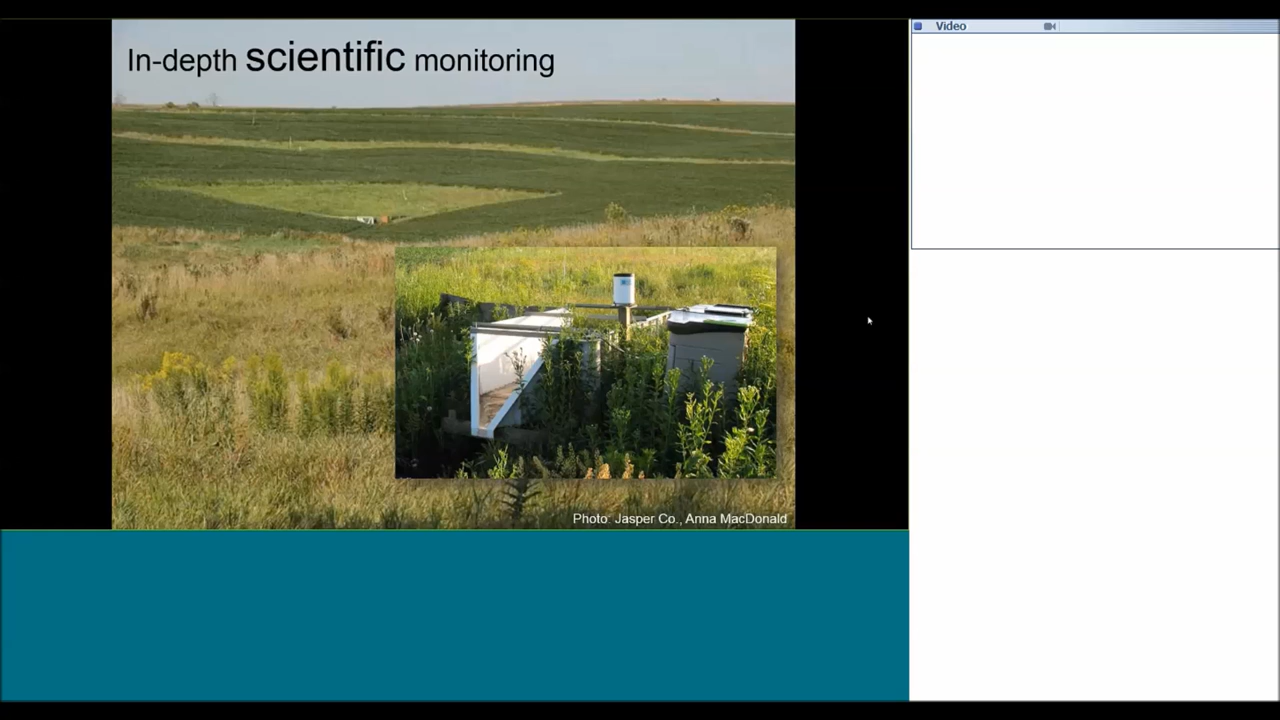 In-depth scientific monitoring
Video
Photo: Jasper Co., Anna MacDonald